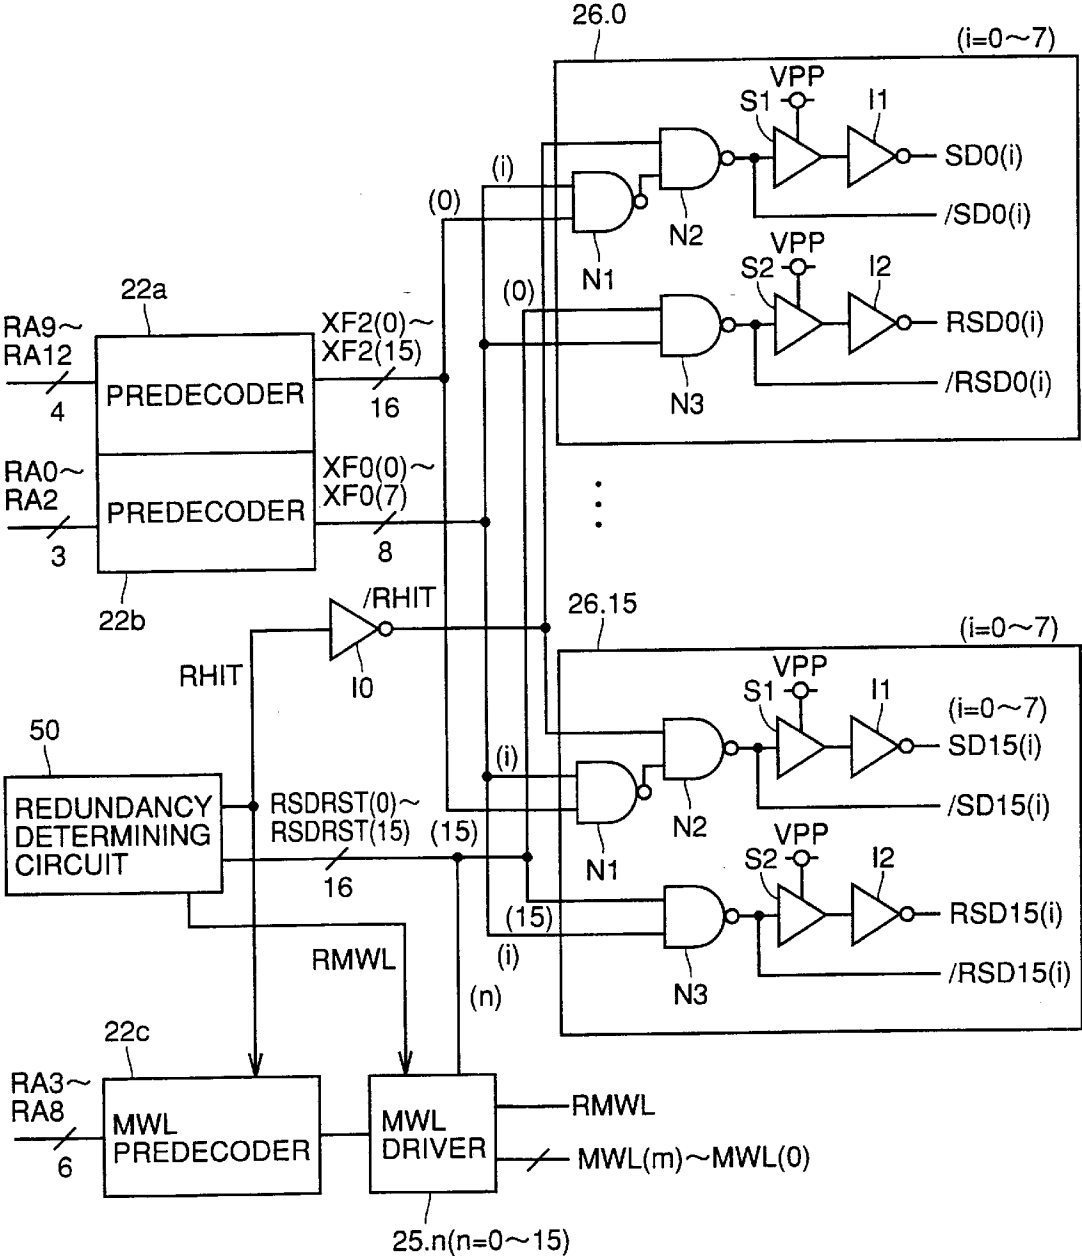 26.0
(i=0~7)
VPP
S1
I1
SD0(i)
(i)
(0)
N2
/SD0(i)
N1
VPP
S2
I2
(0)
RSD0(i)
/RSD0(i)
N3
22a
RA9~
RA12
4
PREDECODER
XF2(0)~
XF2(15)
16
RA0~
RA2
3
PREDECODER
XF0(0)~
XF0(7)
8
22b
/RHIT
I0
RHIT
26.15
(i=0~7)
VPP
S1
I1
(i=0~7)
SD15(i)
(i)
/SD15(i)
N2
N1
50
REDUNDANCY
DETERMINING
CIRCUIT
RSDRST(0)~
RSDRST(15)
(15)
16
VPP
S2
I2
RSD15(i)
(15)
(i)
/RSD15(i)
N3
RMWL
(n)
22c
RA3~
RA8
6
MWL
PREDECODER
MWL
DRIVER
RMWL
MWL(m)~MWL(0)
25.n(n=0~15)